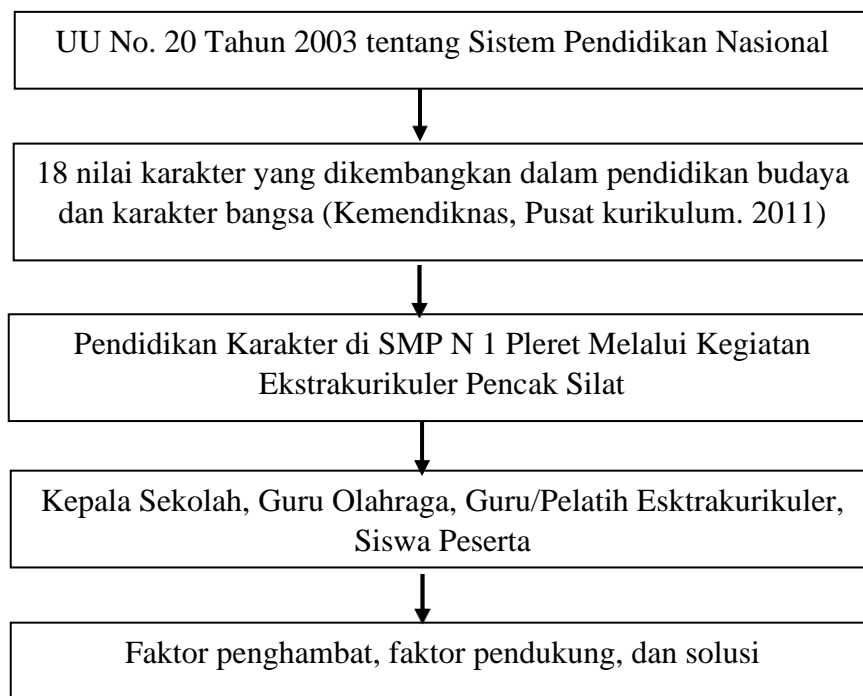 UU No. 20 Tahun 2003 tentang Sistem Pendidikan Nasional
18 nilai karakter yang dikembangkan dalam pendidikan budaya
dan karakter bangsa (Kemendiknas, Pusat kurikulum. 2011)
Pendidikan Karakter di SMP N 1 Pleret Melalui Kegiatan
Ekstrakurikuler Pencak Silat
Kepala Sekolah, Guru Olahraga, Guru/Pelatih Esktrakurikuler,
Siswa Peserta
Faktor penghambat, faktor pendukung, dan solusi